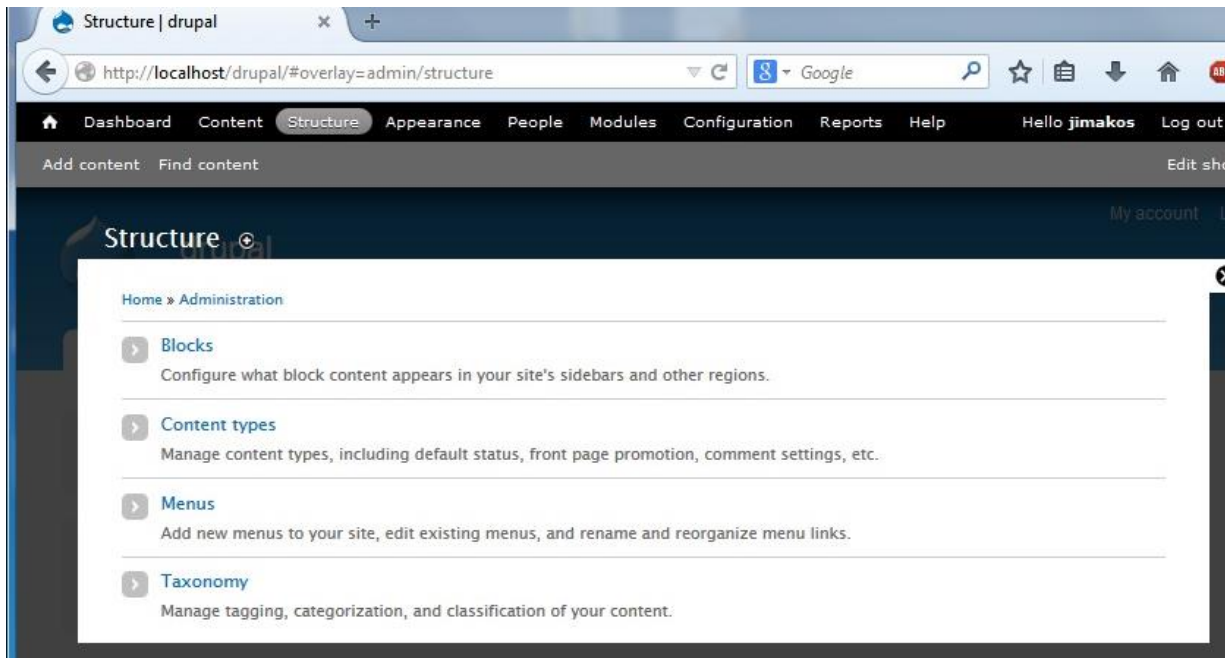 Structure | drupal
http://localhost/drupal/#overlay=admin/structure
Google
Dashboard Content Structure Appearance People Modules Configuration Reports Help Hello jimakos Log out
Add content Find content Edit
My account
drupal
Structure
Home » Administration
Blocks
Configure what block content appears in your site's sidebars and other regions.
Content types
Manage content types, including default status, front page promotion, comment settings, etc.
Menus
Add new menus to your site, edit existing menus, and rename and reorganize menu links.
Taxonomy
Manage tagging, categorization, and classification of your content.